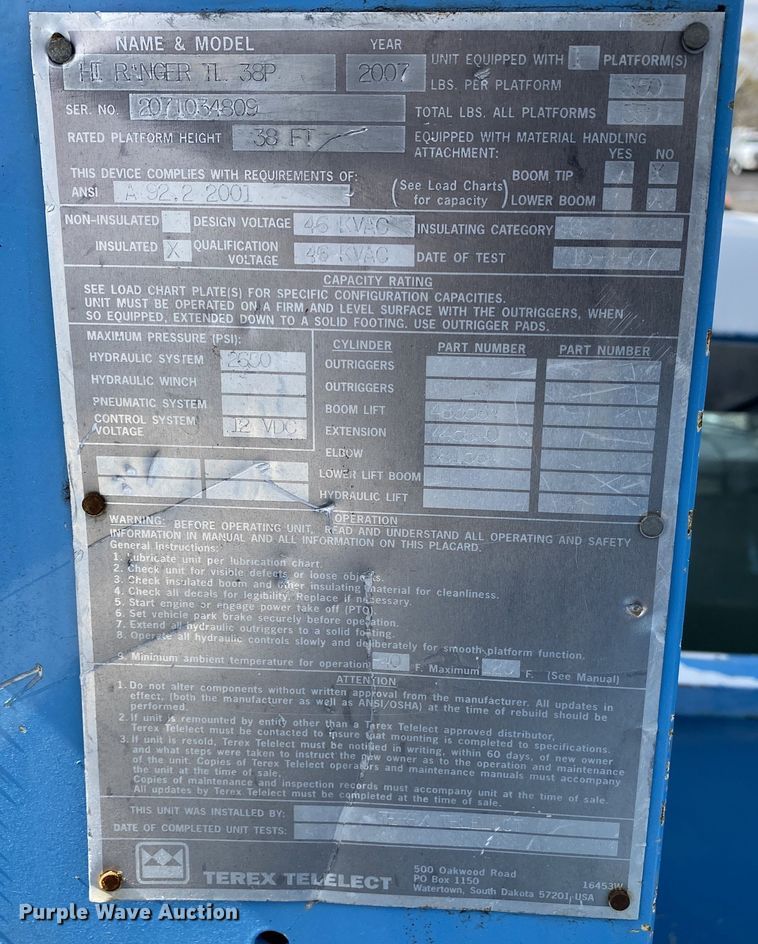 NAME & MODEL YEAR UNIT EQUIPPED WITH 1 PLATFORM(S)
HI RANGER TL 38P 2007 LBS. PER PLATFORM 350
SER. NO. 2071034809 TOTAL LBS. ALL PLATFORMS
RATED PLATFORM HEIGHT 38 FT EQUIPPED WITH MATERIAL HANDLING
ATTACHMENT: YES NO
THIS DEVICE COMPLIES WITH REQUIREMENTS OF: BOOM TIP X
ANSI A 92.2 2001 (See Load Charts for capacity) LOWER BOOM X
NON-INSULATED DESIGN VOLTAGE 46 KVAC INSULATING CATEGORY
INSULATED X QUALIFICATION VOLTAGE 46 KVAC DATE OF TEST 10-1-07
CAPACITY RATING
SEE LOAD CHART PLATE(S) FOR SPECIFIC CONFIGURATION CAPACITIES.
UNIT MUST BE OPERATED ON A FIRM AND LEVEL SURFACE WITH THE OUTRIGGERS, WHEN
SO EQUIPPED, EXTENDED DOWN TO A SOLID FOOTING. USE OUTRIGGER PADS.
MAXIMUM PRESSURE (PSI): CYLINDER PART NUMBER PART NUMBER
HYDRAULIC SYSTEM OUTRIGGERS
HYDRAULIC WINCH OUTRIGGERS
PNEUMATIC SYSTEM BOOM LIFT
CONTROL SYSTEM VOLTAGE 12 VDC EXTENSION
ELBOW
LOWER LIFT BOOM
HYDRAULIC LIFT
OPERATION
WARNING: BEFORE OPERATING UNIT, READ AND UNDERSTAND ALL OPERATING AND SAFETY
INFORMATION IN MANUAL AND ALL INFORMATION ON THIS PLACARD.
General Instructions:
1. Lubricate unit per lubrication chart.
2. Check unit for visible defects or loose objects.
3. Check insulated boom and other insulating material for cleanliness.
4. Check all decals for legibility. Replace if necessary.
5. Start engine or engage power take off (PTO).
6. Set vehicle park brake securely before operation.
7. Extend all hydraulic outriggers to a solid footing.
8. Operate all hydraulic controls slowly and deliberately for smooth platform function.
9. Minimum ambient temperature for operation F. Maximum F. (See Manual)
ATTENTION
1. Do not alter components without written approval from the manufacturer. All updates in
effect, (both the manufacturer as well as ANSI/OSHA) at the time of rebuild should be
performed.
2. If unit is remounted by entity other than a Terex Telelect approved distributor,
Terex Telelect must be contacted to insure that mounting is completed to specifications.
3. If unit is resold, Terex Telelect must be notified in writing, within 60 days, of new owner
and what steps were taken to instruct the new owner as to the operation and maintenance
of the unit. Copies of Terex Telelect operators and maintenance manuals must accompany
the unit at the time of sale.
Copies of maintenance and inspection records must accompany unit at the time of sale.
All updates by Terex Telelect must be completed at the time of sale.
THIS UNIT WAS INSTALLED BY:
DATE OF COMPLETED UNIT TESTS:
TEREX TELELECT
500 Oakwood Road
PO Box 1150
Watertown, South Dakota 57201, USA
16453W
Purple Wave Auction